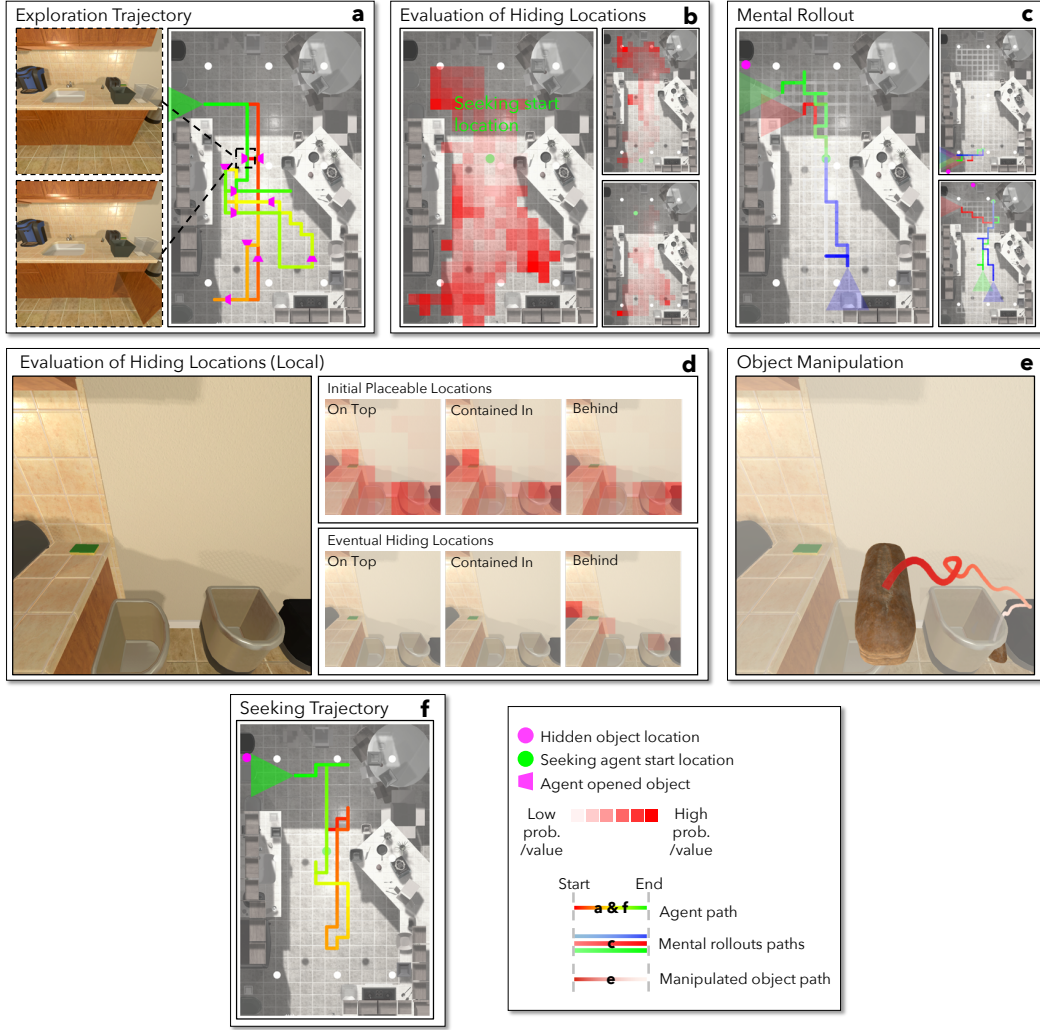 Exploration Trajectory
a
Evaluation of Hiding Locations
b
Seeking start
location
Mental Rollout
c
Evaluation of Hiding Locations (Local)
d
Initial Placeable Locations
On Top
Contained In
Behind
Eventual Hiding Locations
On Top
Contained In
Behind
Object Manipulation
e
Seeking Trajectory
f
Hidden object location
Seeking agent start location
Agent opened object
Low
prob.
/value
High
prob.
/value
Start
End
a & f
Agent path
c
Mental rollouts paths
e
Manipulated object path